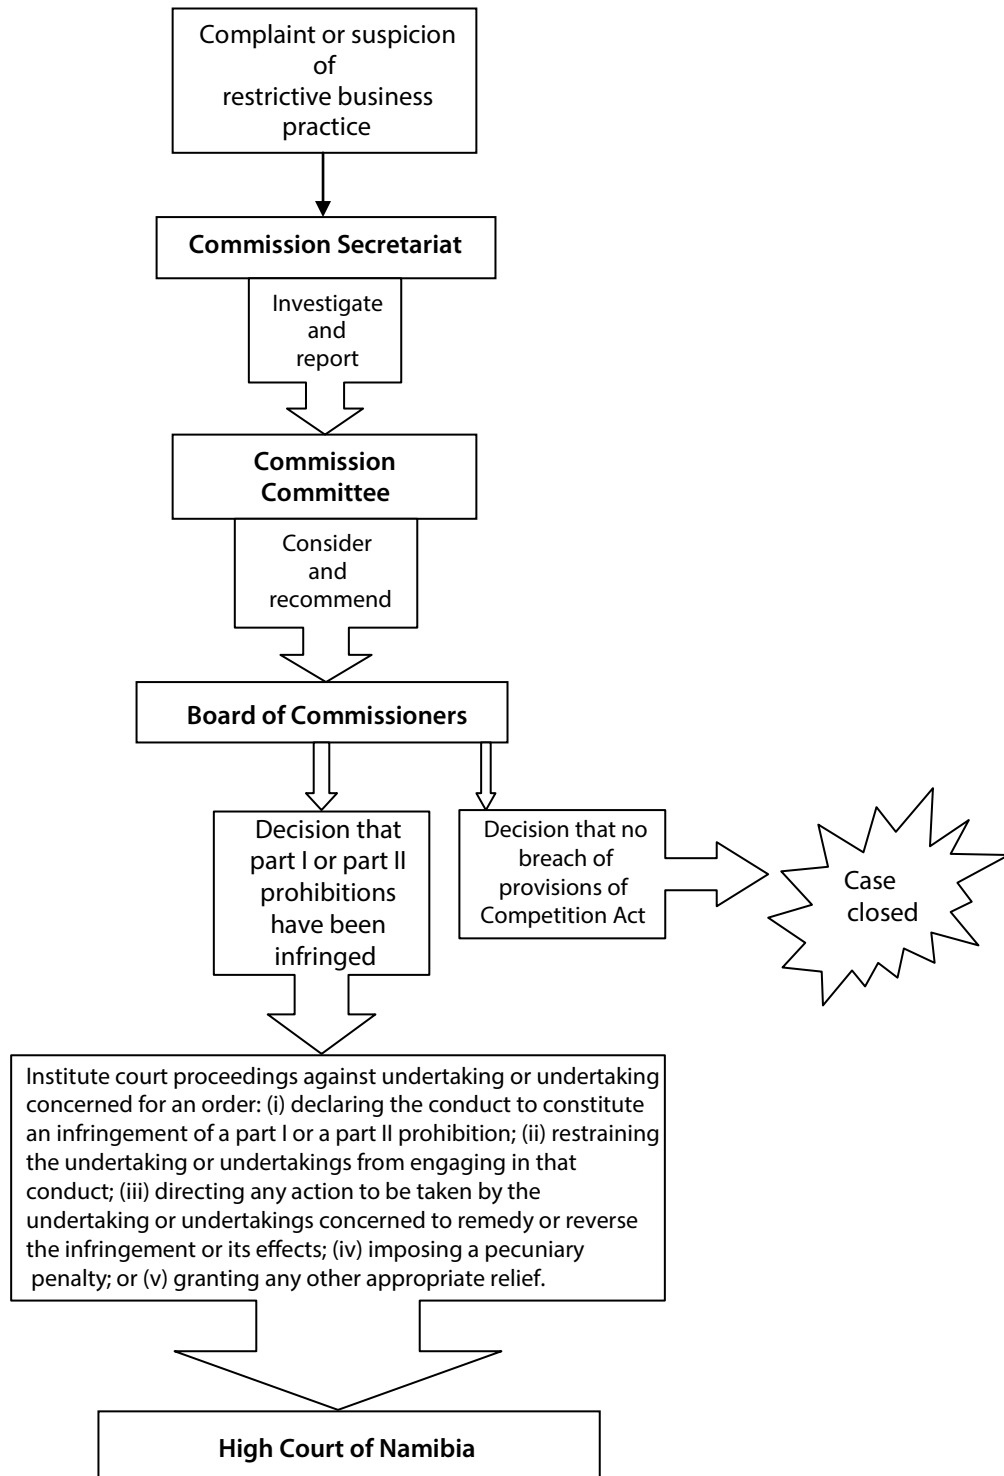 Complaint or suspicion
of
restrictive business
practice
Commission Secretariat
Investigate
and
report
Commission
Committee
Consider
and
recommend
Board of Commissioners
Decision that
part I or part II
prohibitions
have been
infringed
Decision that no
breach of
provisions of
Competition Act
Case
closed
Institute court proceedings against undertaking or undertaking
concerned for an order: (i) declaring the conduct to constitute
an infringement of a part I or a part II prohibition; (ii) restraining
the undertaking or undertakings from engaging in that
conduct; (iii) directing any action to be taken by the
undertaking or undertakings concerned to remedy or reverse
the infringement or its effects; (iv) imposing a pecuniary
penalty; or (v) granting any other appropriate relief.
High Court of Namibia